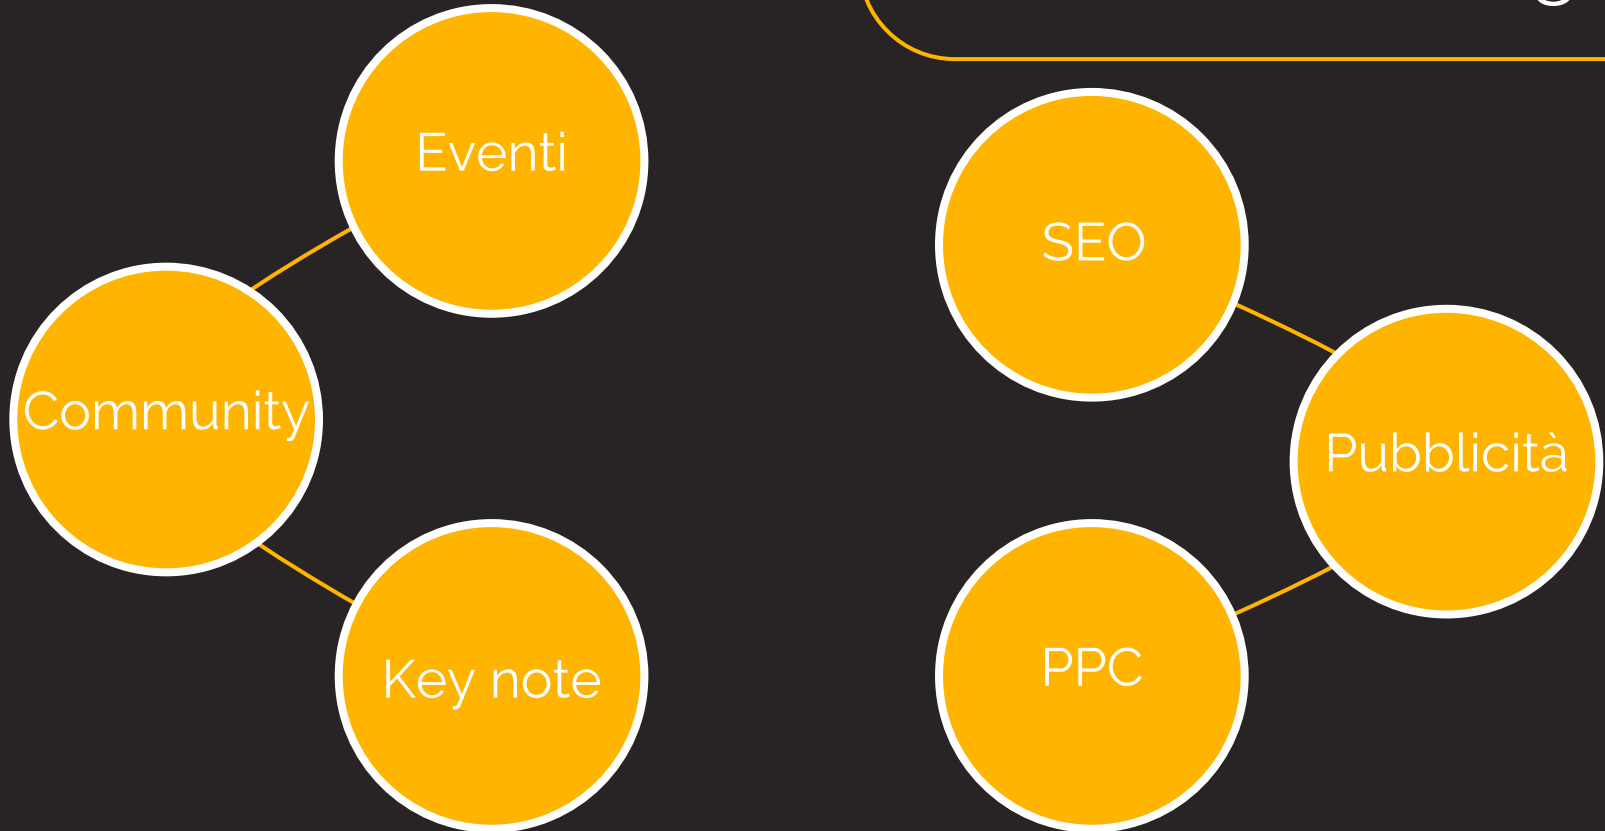 Eventi
SEO
Community
Pubblicità
Key note
PPC